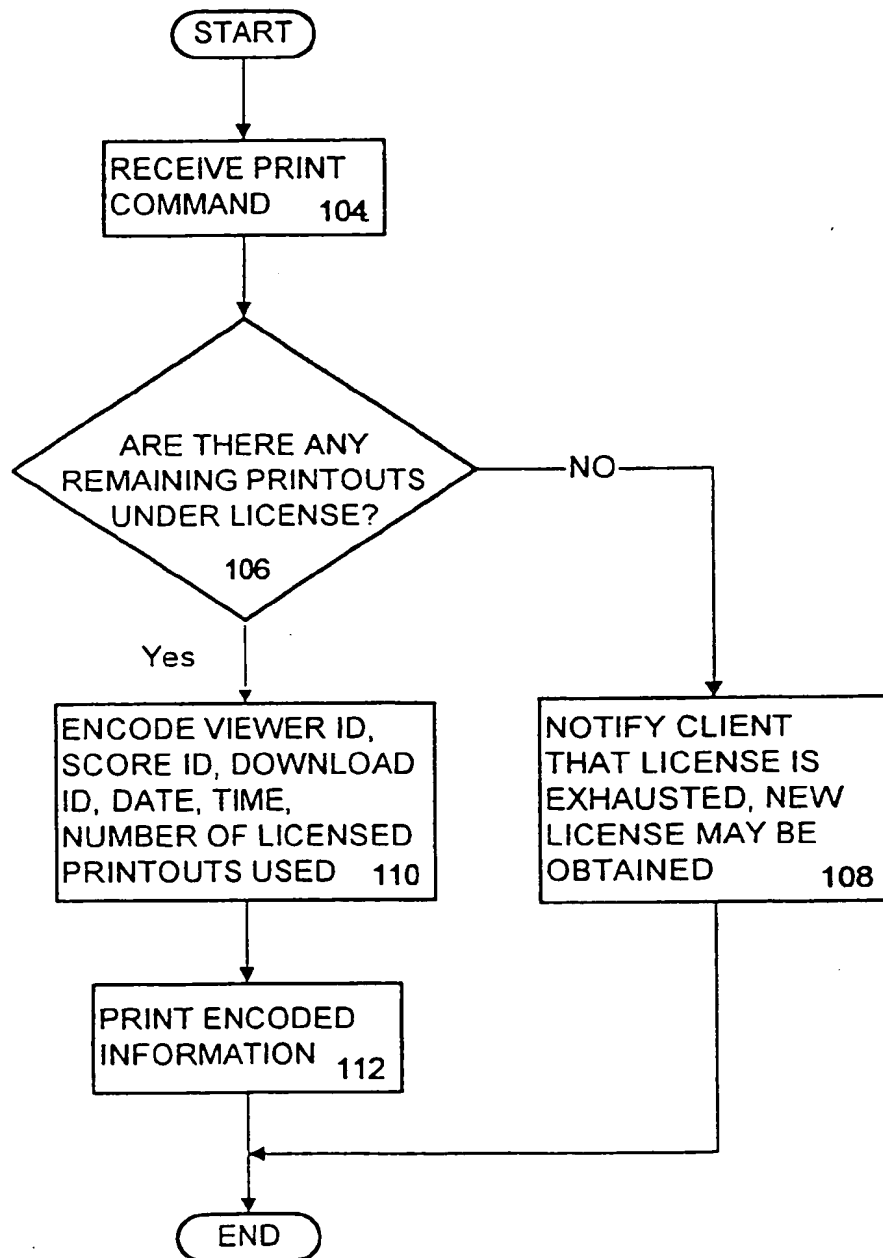 START
RECEIVE PRINT
COMMAND 104
ARE THERE ANY
REMAINING PRINTOUTS
UNDER LICENSE?
106
NO
Yes
ENCODE VIEWER ID,
SCORE ID, DOWNLOAD
ID, DATE, TIME,
NUMBER OF LICENSED
PRINTOUTS USED 110
NOTIFY CLIENT
THAT LICENSE IS
EXHAUSTED, NEW
LICENSE MAY BE
OBTAINED 108
PRINT ENCODED
INFORMATION 112
END